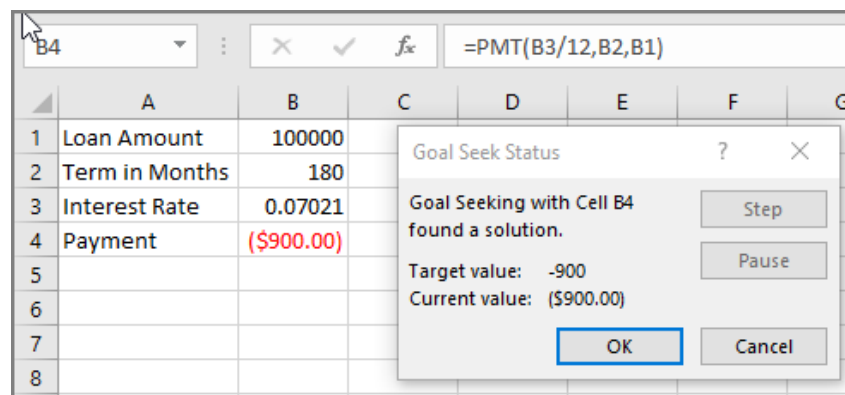 B4 fx =PMT(B3/12,B2,B1)
A B C D E F G
1 Loan Amount 100000
2 Term in Months 180
3 Interest Rate 0.07021
4 Payment ($900.00)
5
6
7
8
Goal Seek Status ?
Goal Seeking with Cell B4
found a solution.
Step
Target value: -900
Pause
Current value: ($900.00)
OK Cancel